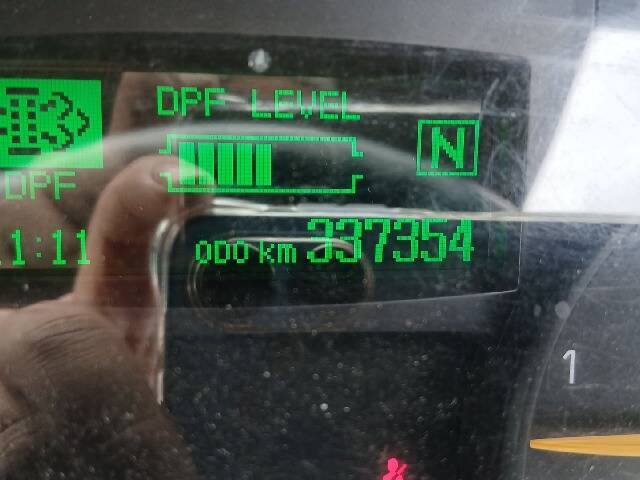 DPF LEVEL
N
DPF
1:11
ODO km 337354
1